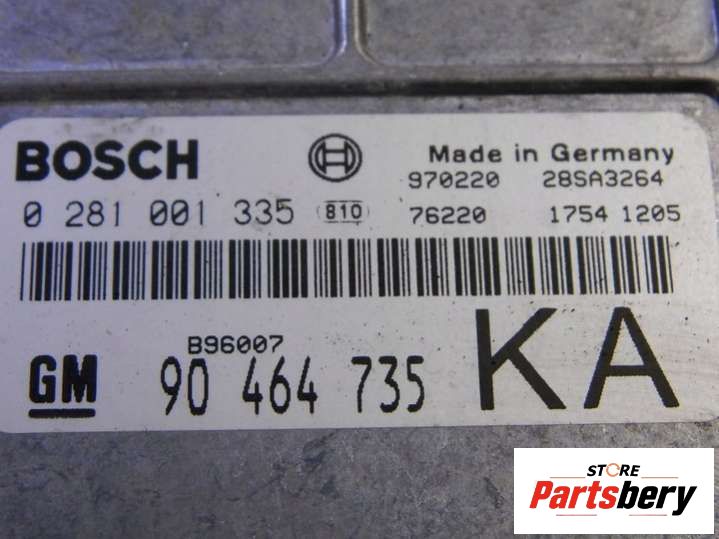 BOSCH Made in Germany
970220 28SA3264
0 281 001 335 810 76220 1754 1205
B96007
GM 90 464 735 KA
STORE
Partsbery